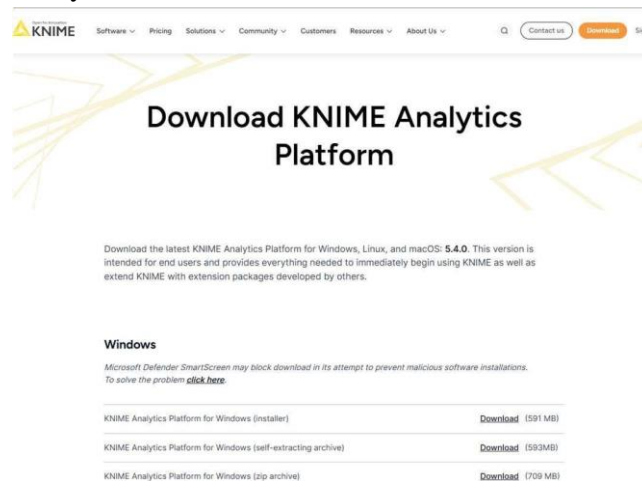 Open for Innovation
KNIME
Software Pricing Solutions Community Customers Resources About Us Contact us Download
Download KNIME Analytics
Platform
Download the latest KNIME Analytics Platform for Windows, Linux, and macOS: 5.4.0. This version is
intended for end users and provides everything needed to immediately begin using KNIME as well as
extend KNIME with extension packages developed by others.
Windows
Microsoft Defender SmartScreen may block download in its attempt to prevent malicious software installations.
To solve the problem click here.
KNIME Analytics Platform for Windows (installer) Download (591 MB)
KNIME Analytics Platform for Windows (self-extracting archive) Download (593MB)
KNIME Analytics Platform for Windows (zip archive) Download (709 MB)